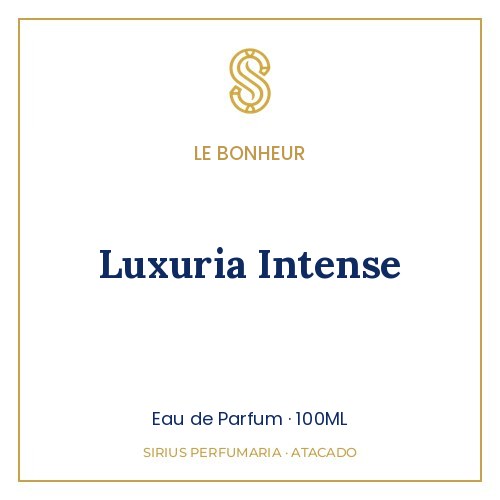 LE BONHEUR
Luxuria Intense
Eau de Parfum · 100ML
SIRIUS PERFUMARIA · ATACADO